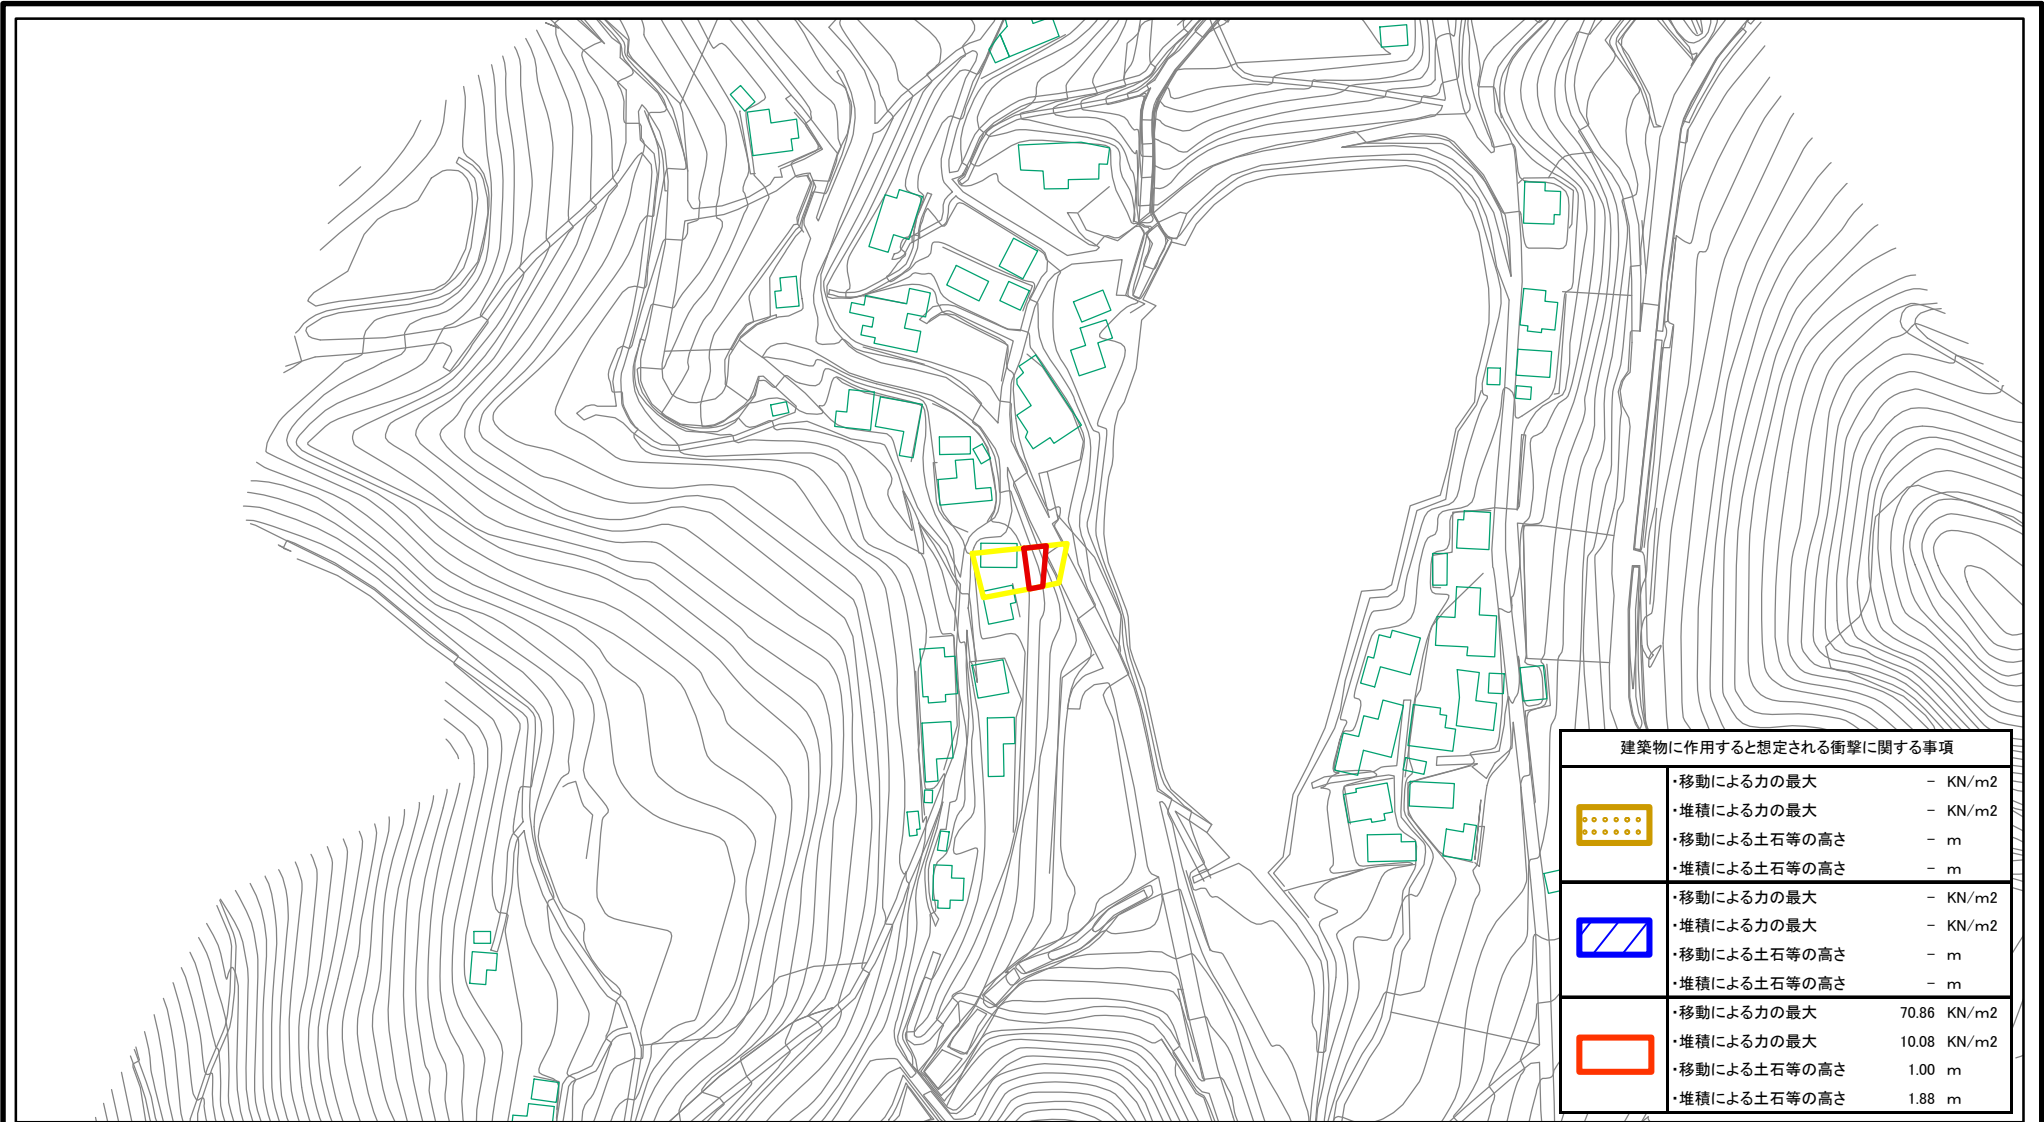 建築物に作用すると想定される衝撃に関する事項
・移動による力の最大 － KN/m2
・堆積による力の最大 － KN/m2
・移動による土石等の高さ － m
・堆積による土石等の高さ － m
・移動による力の最大 － KN/m2
・堆積による力の最大 － KN/m2
・移動による土石等の高さ － m
・堆積による土石等の高さ － m
・移動による力の最大 70.86 KN/m2
・堆積による力の最大 10.08 KN/m2
・移動による土石等の高さ 1.00 m
・堆積による土石等の高さ 1.88 m